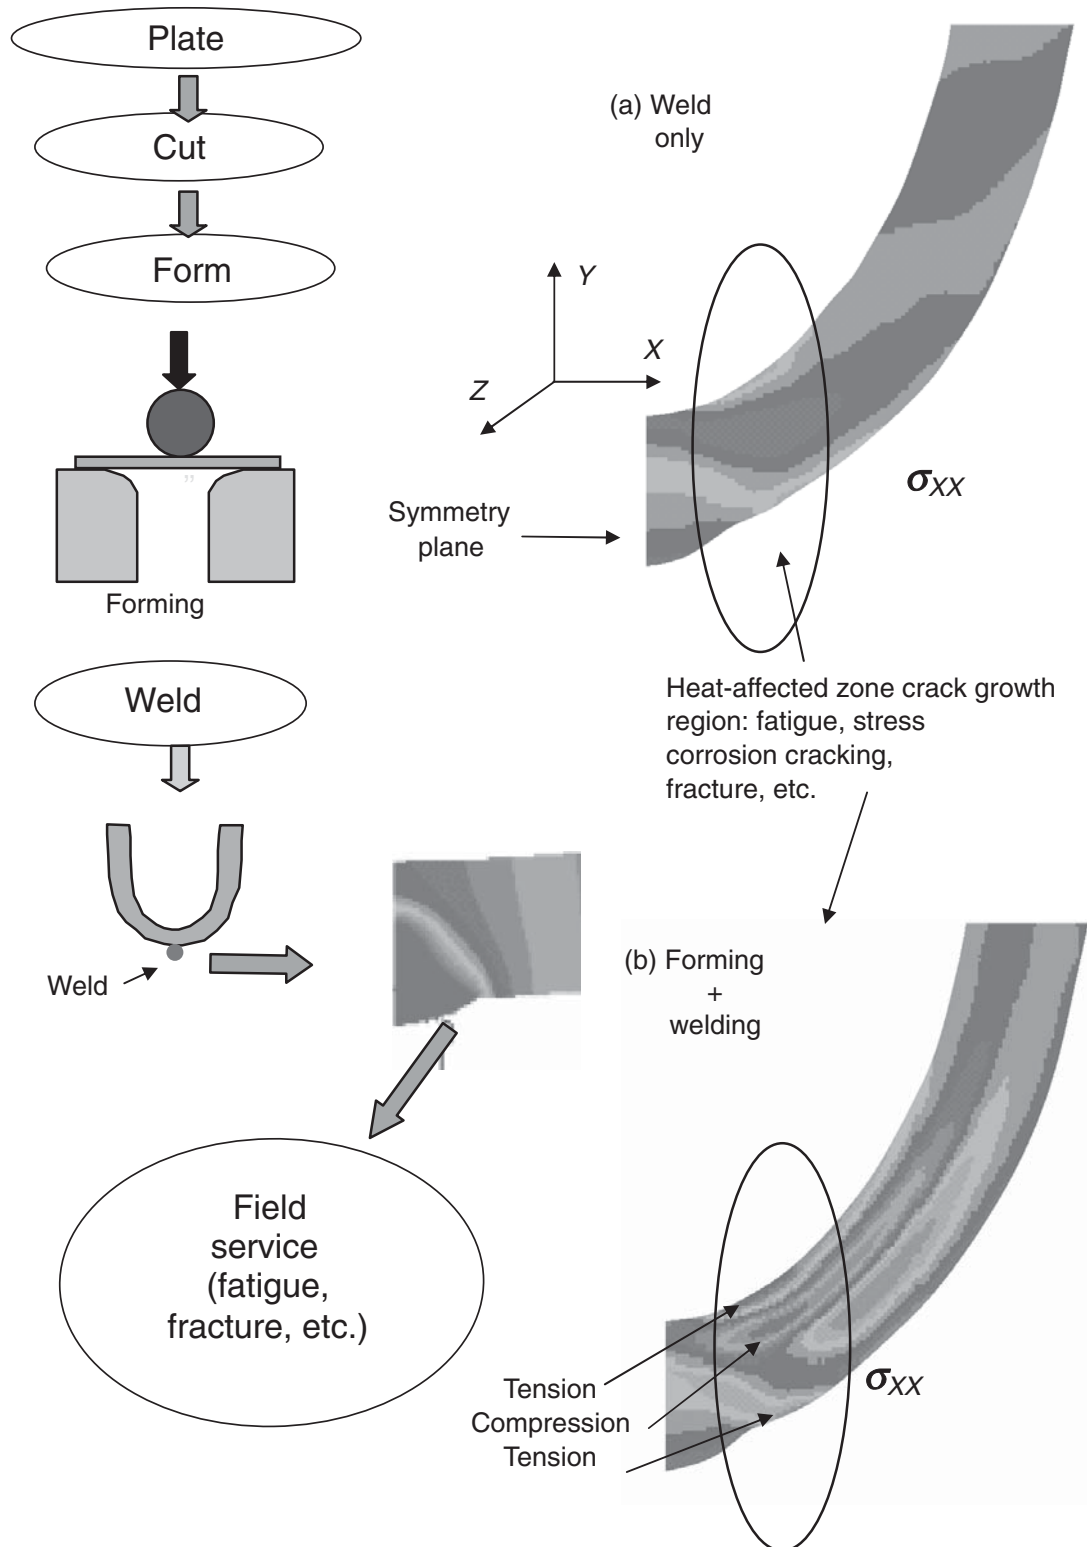 Plate
Cut
Form
Forming
Weld
Weld
Field
service
(fatigue,
fracture, etc.)
(a) Weld
only
Y
X
Z
σXX
Symmetry
plane
Heat-affected zone crack growth
region: fatigue, stress
corrosion cracking,
fracture, etc.
(b) Forming
+
welding
Tension
Compression
Tension
σXX